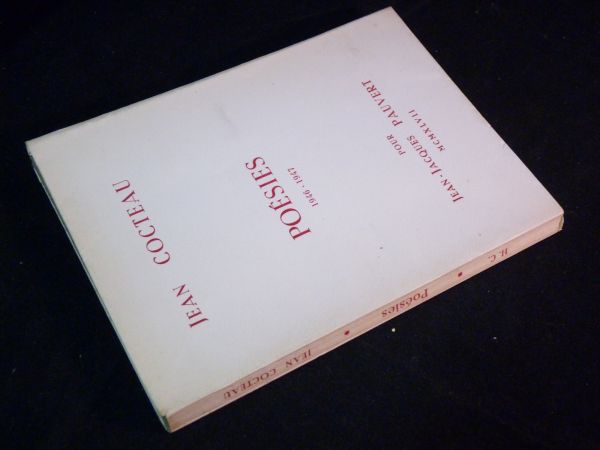 JEAN COCTEAU
POÉSIES
1946 - 1947
POUR
JEAN-JACQUES PAUVERT
MCMXLVII
JEAN COCTEAU • Poésies • H. C.